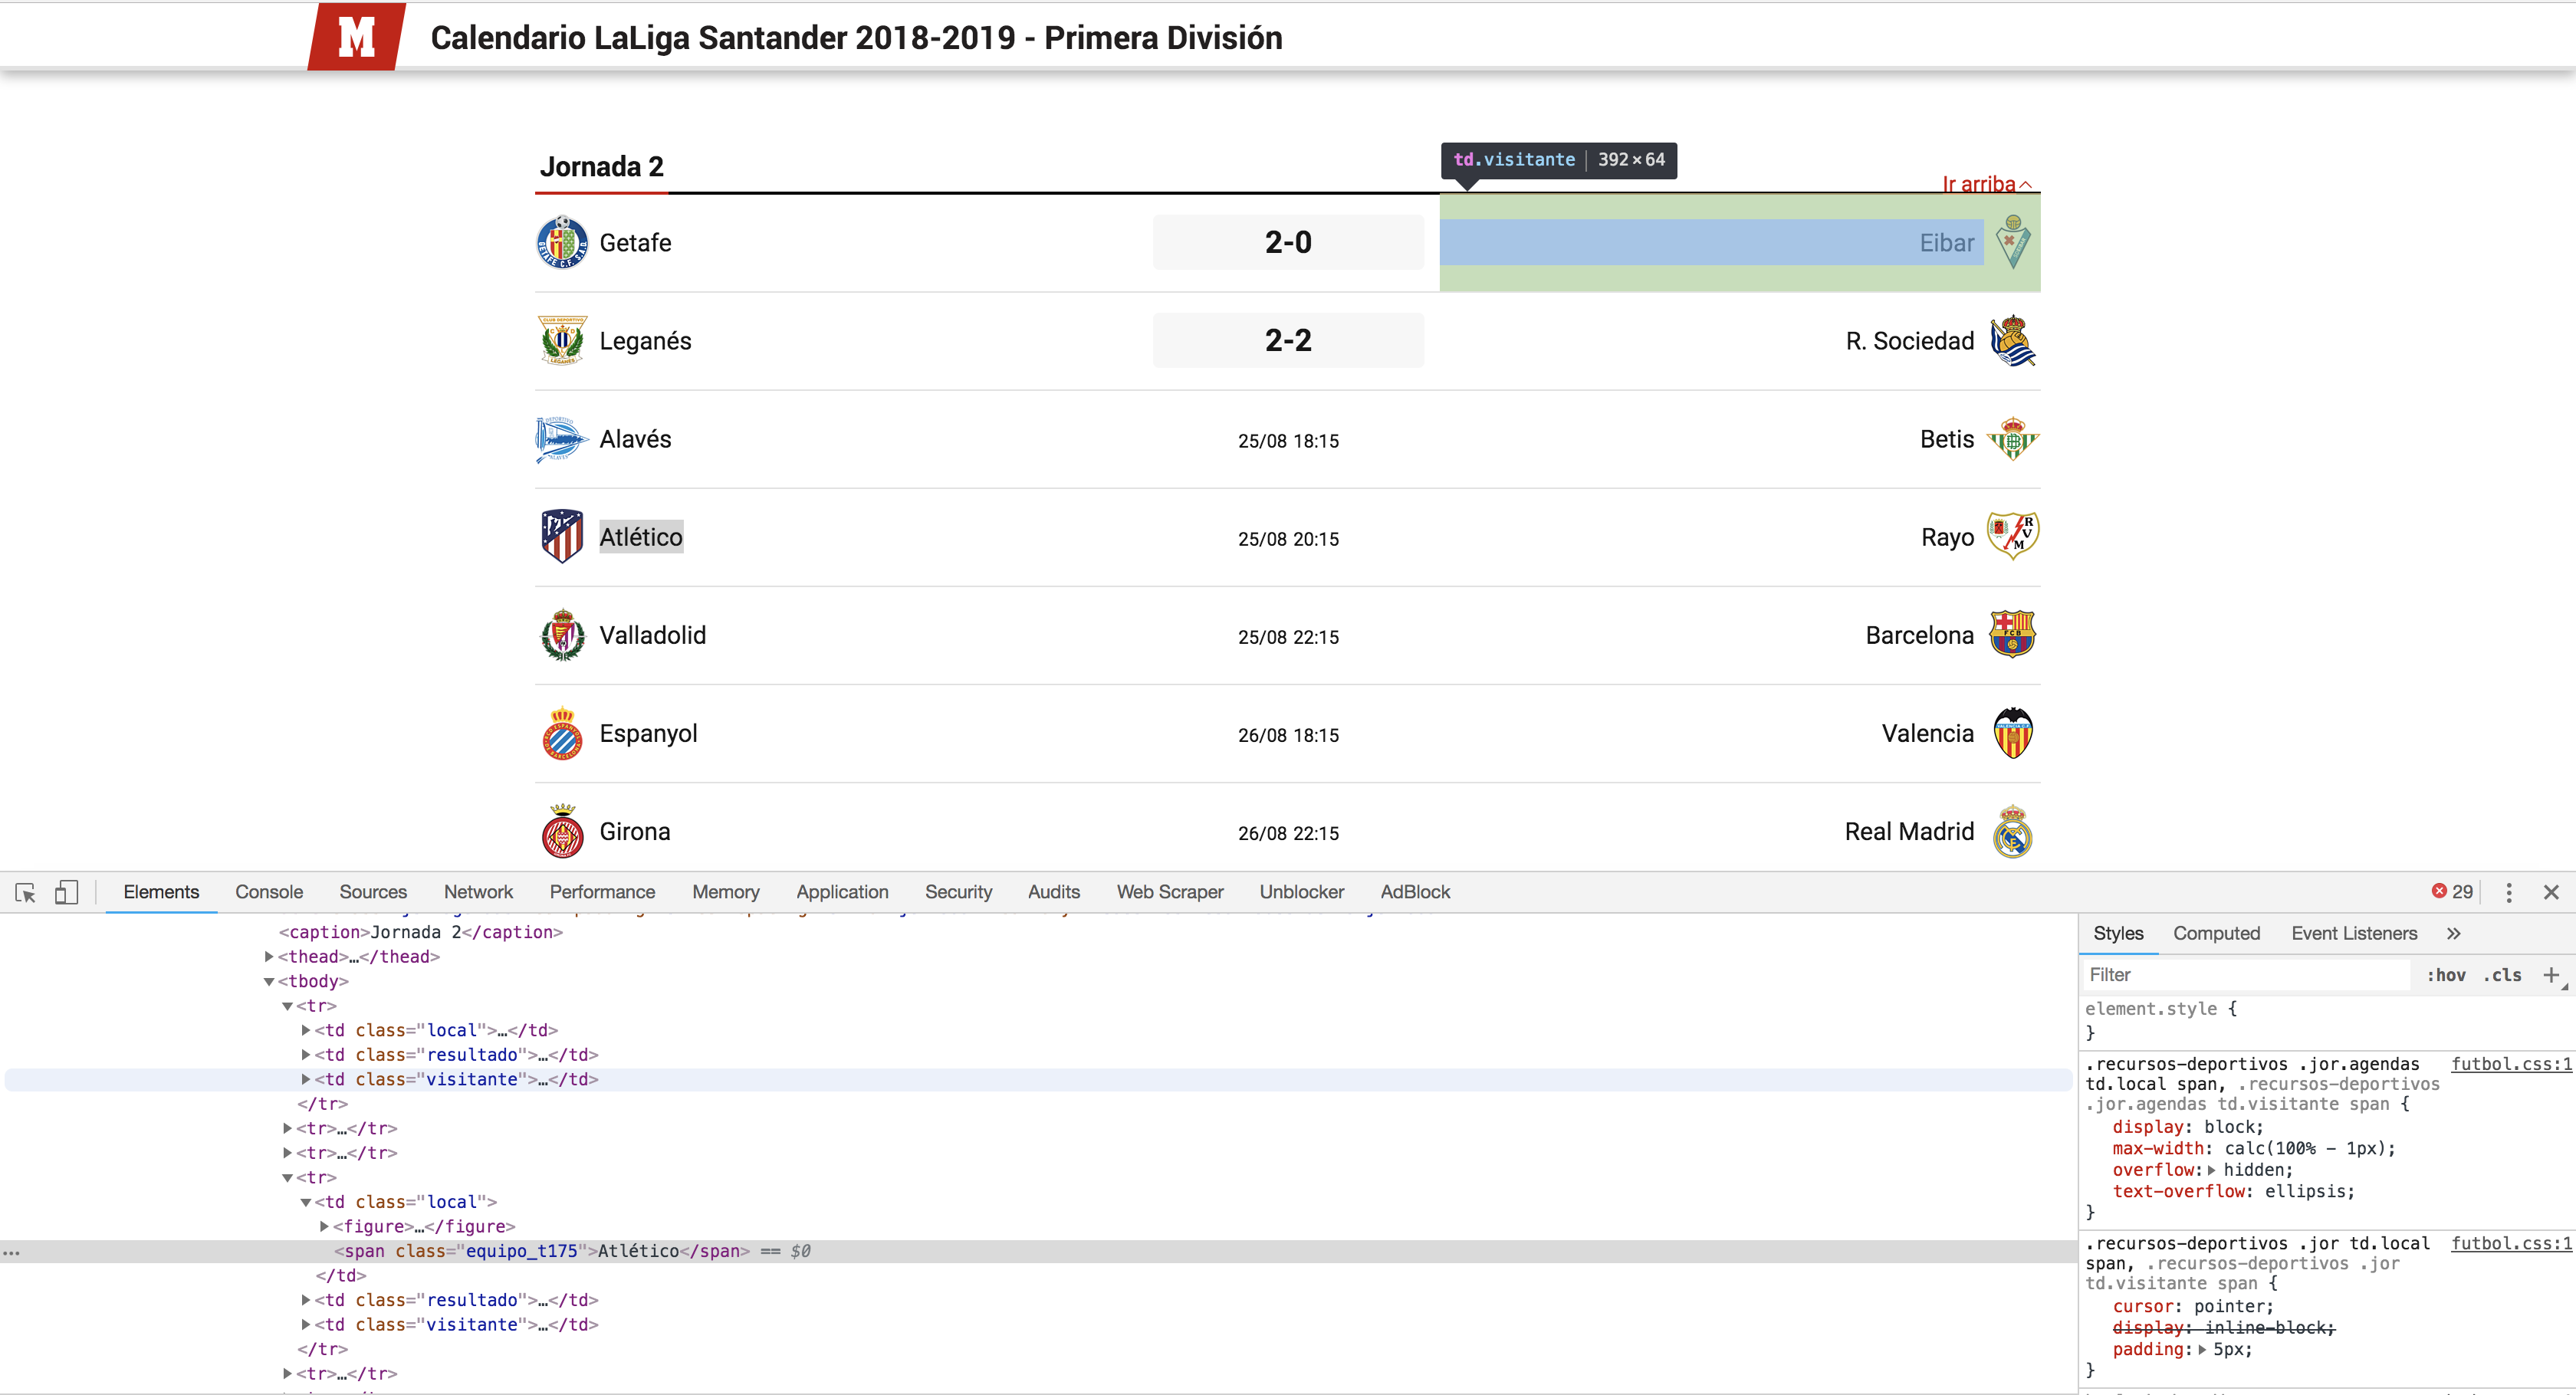 M Calendario LaLiga Santander 2018-2019 - Primera División
Jornada 2
td.visitante | 392 × 64
Ir arriba
Getafe 2-0 Eibar
Leganés 2-2 R. Sociedad
Alavés 25/08 18:15 Betis
Atlético 25/08 20:15 Rayo
Valladolid 25/08 22:15 Barcelona
Espanyol 26/08 18:15 Valencia
Girona 26/08 22:15 Real Madrid
Elements Console Sources Network Performance Memory Application Security Audits Web Scraper Unblocker AdBlock 29
<caption>Jornada 2</caption>
<thead>…</thead>
<tbody>
<tr>
<td class="local">…</td>
<td class="resultado">…</td>
<td class="visitante">…</td>
</tr>
<tr>…</tr>
<tr>…</tr>
<tr>
<td class="local">
<figure>…</figure>
… <span class="equipo_t175">Atlético</span> == $0
</td>
<td class="resultado">…</td>
<td class="visitante">…</td>
</tr>
<tr>…</tr>
Styles Computed Event Listeners »
Filter :hov .cls +
element.style {
}
.recursos-deportivos .jor.agendas futbol.css:1
td.local span, .recursos-deportivos
.jor.agendas td.visitante span {
display: block;
max-width: calc(100% - 1px);
overflow: hidden;
text-overflow: ellipsis;
}
.recursos-deportivos .jor td.local futbol.css:1
span, .recursos-deportivos .jor
td.visitante span {
cursor: pointer;
display: inline-block;
padding: 5px;
}